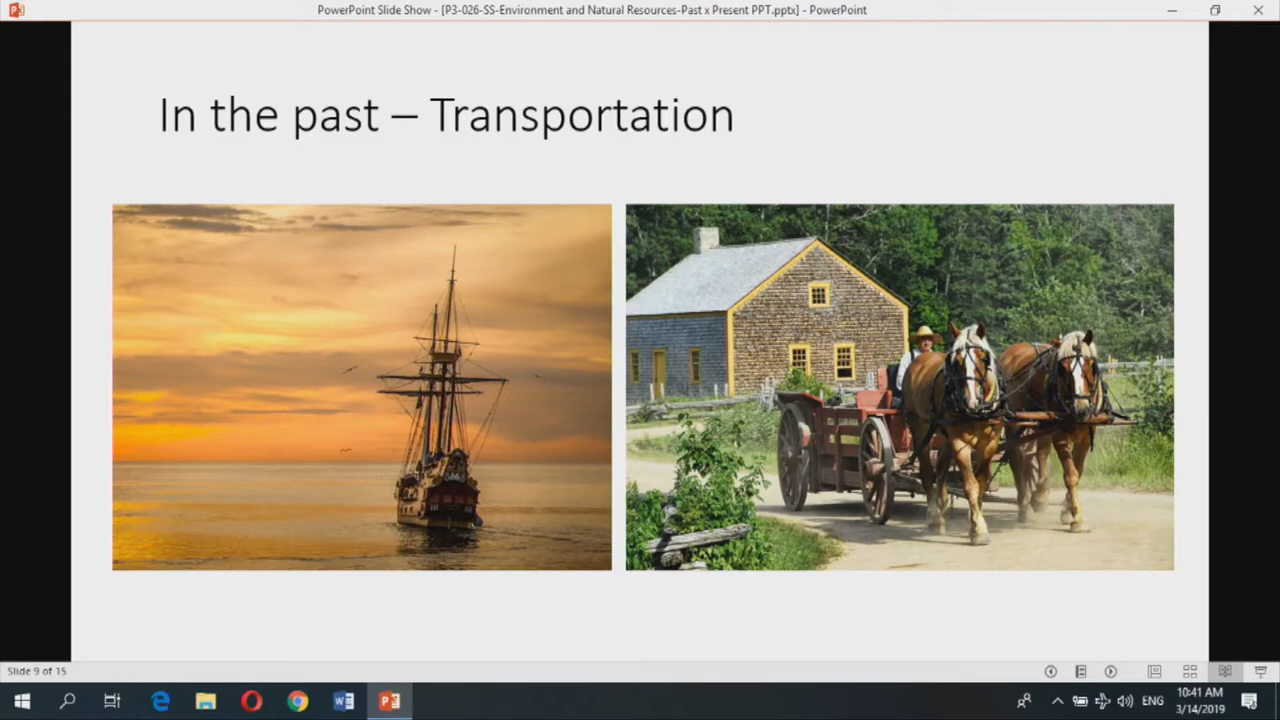 PowerPoint Slide Show - [P3-026-SS-Environment and Natural Resources-Past x Present PPT.pptx] - PowerPoint
In the past – Transportation
Slide 9 of 15
ENG
10:41 AM
3/14/2019